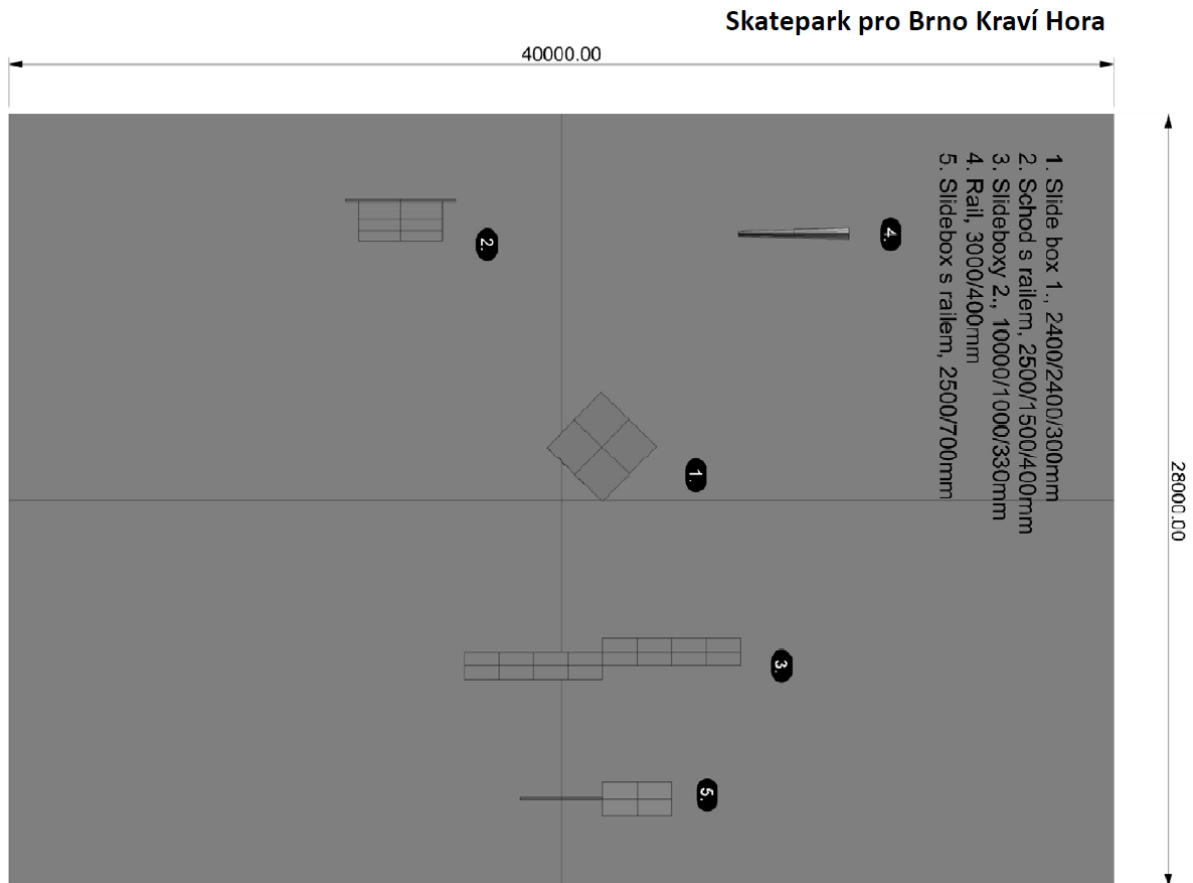 Skatepark pro Brno Kraví Hora
40000.00
1. Slide box 1., 2400/2400/300mm
2. Schod s railem, 2500/1500/400mm
3. Slideboxy 2., 10000/1000/330mm
4. Rail, 3000/400mm
5. Slidebox s railem, 2500/700mm
2.
4.
1.
28000.00
3.
5.